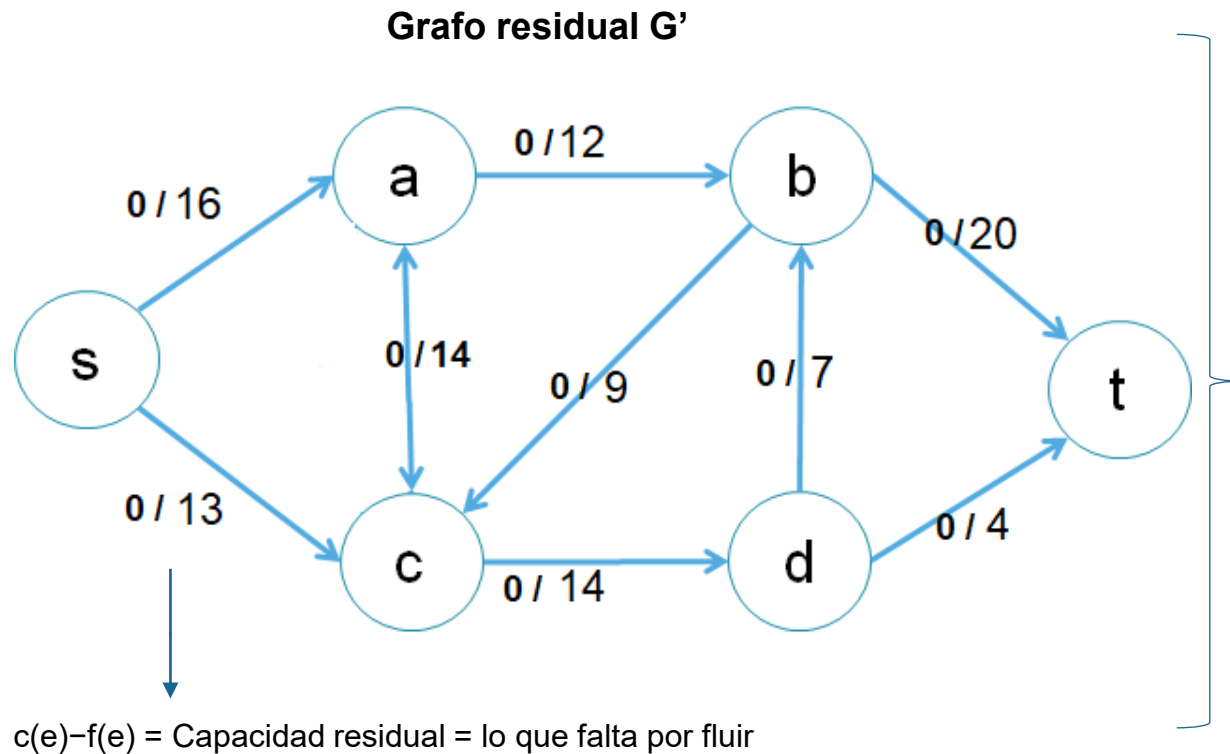 Grafo residual G’
a
0 / 12
b
0 / 16
0 / 20
s
0 / 14
0 / 9
0 / 7
t
0 / 13
c
0 / 14
d
0 / 4
c(e)−f(e) = Capacidad residual = lo que falta por fluir